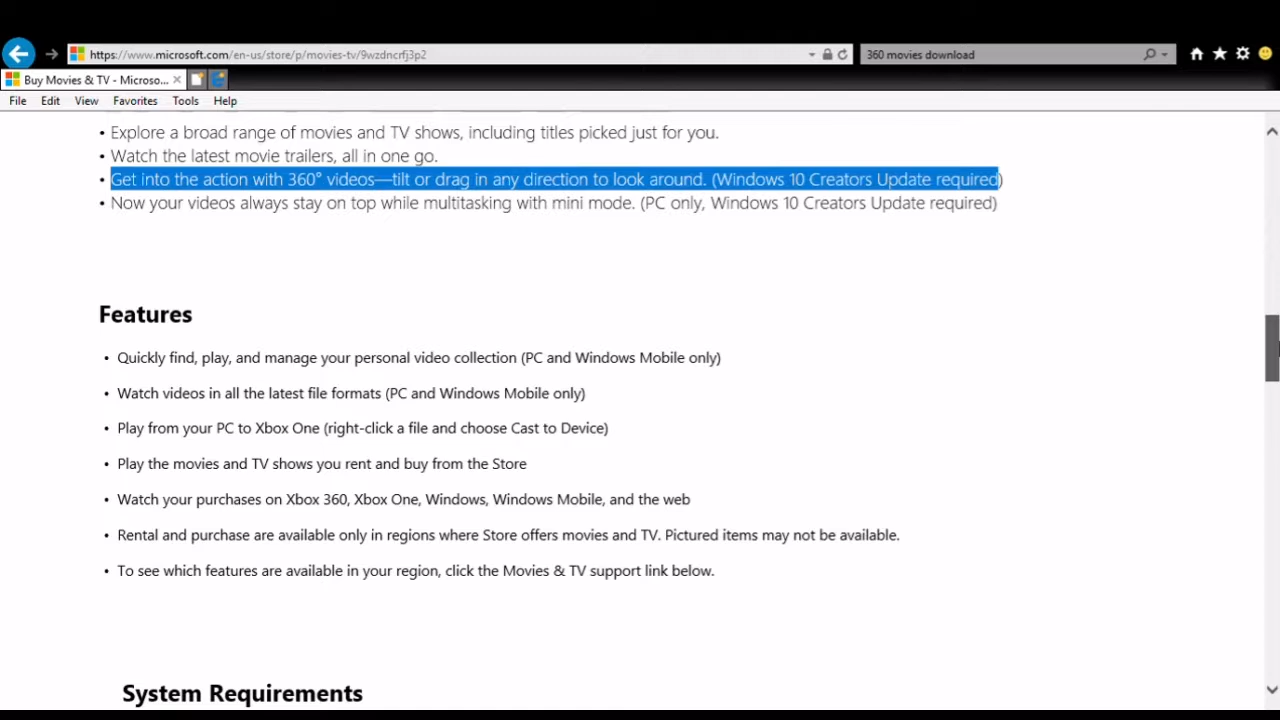 https://www.microsoft.com/en-us/store/p/movies-tv/9wzdncrfj3p2
360 movies download
Buy Movies & TV - Microso...
File Edit View Favorites Tools Help
• Explore a broad range of movies and TV shows, including titles picked just for you.
• Watch the latest movie trailers, all in one go.
• Get into the action with 360° videos—tilt or drag in any direction to look around. (Windows 10 Creators Update required)
• Now your videos always stay on top while multitasking with mini mode. (PC only, Windows 10 Creators Update required)
Features
• Quickly find, play, and manage your personal video collection (PC and Windows Mobile only)
• Watch videos in all the latest file formats (PC and Windows Mobile only)
• Play from your PC to Xbox One (right-click a file and choose Cast to Device)
• Play the movies and TV shows you rent and buy from the Store
• Watch your purchases on Xbox 360, Xbox One, Windows, Windows Mobile, and the web
• Rental and purchase are available only in regions where Store offers movies and TV. Pictured items may not be available.
• To see which features are available in your region, click the Movies & TV support link below.
System Requirements